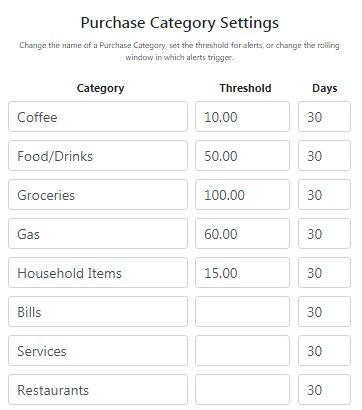 Purchase Category Settings
Change the name of a Purchase Category, set the threshold for alerts, or change the rolling
window in which alerts trigger.
Category Threshold Days
Coffee 10.00 30
Food/Drinks 50.00 30
Groceries 100.00 30
Gas 60.00 30
Household Items 15.00 30
Bills 30
Services 30
Restaurants 30